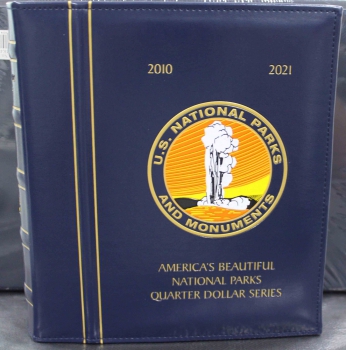 2010 2021
U.S. NATIONAL PARKS
AND MONUMENTS
AMERICA'S BEAUTIFUL
NATIONAL PARKS
QUARTER DOLLAR SERIES